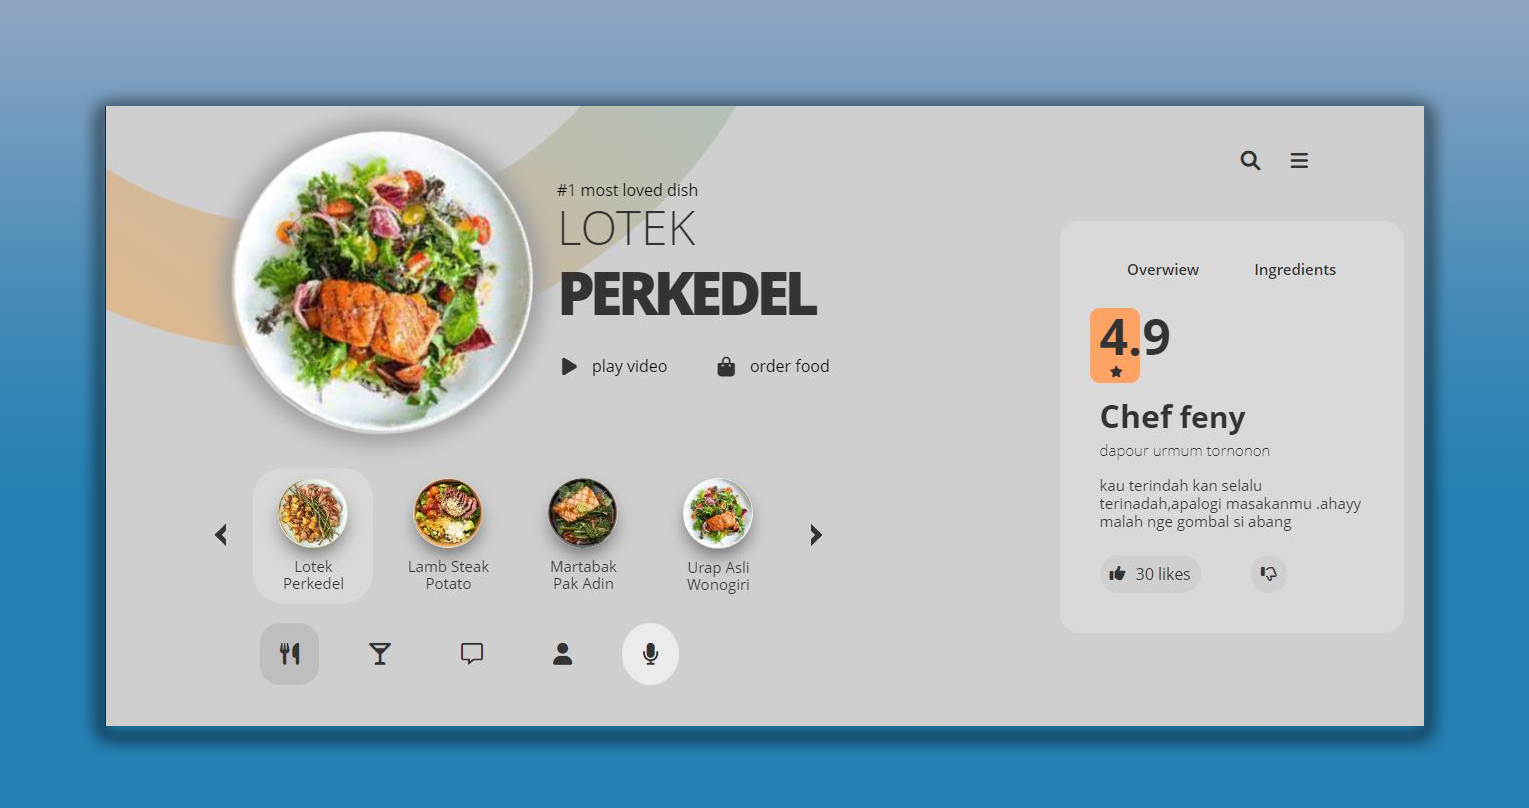 #1 most loved dish
LOTEK
PERKEDEL
play video
order food
Lotek
Perkedel
Lamb Steak
Potato
Martabak
Pak Adin
Urap Asli
Wonogiri
Overwiew
Ingredients
4.9
Chef feny
dapour urmum tornonon
kau terindah kan selalu
terinadah,apalogi masakanmu .ahayy
malah nge gombal si abang
30 likes